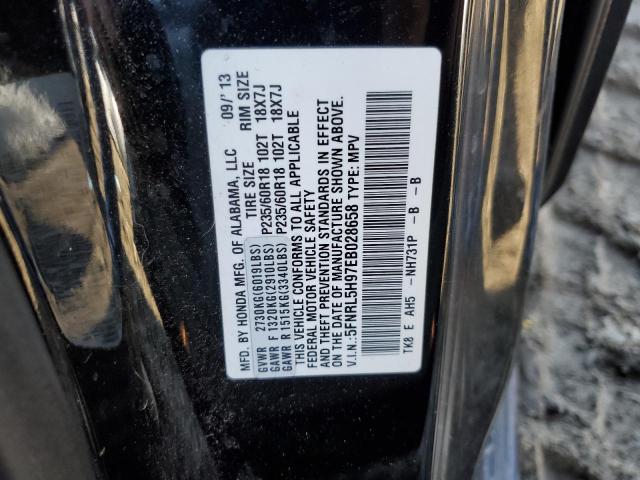 MFD. BY HONDA MFG. OF ALABAMA, LLC 09/'13
TIRE SIZE RIM SIZE
GVWR 2730KG(6019LBS)
GAWR F 1320KG(2910LBS) P235/60R18 102T 18X7J
GAWR R 1515KG(3340LBS) P235/60R18 102T 18X7J
THIS VEHICLE CONFORMS TO ALL APPLICABLE
FEDERAL MOTOR VEHICLE SAFETY
AND THEFT PREVENTION STANDARDS IN EFFECT
ON THE DATE OF MANUFACTURE SHOWN ABOVE.
V.I.N.:5FNRL5H97EB028658 TYPE: MPV
TK8 E AH5 - NH731P - B - B